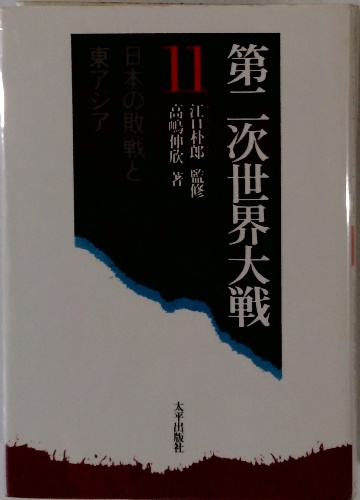 第二次世界大戦
11
江口朴郎 監修
高嶋伸欣 著
日本の敗戦と
東アジア
太平出版社